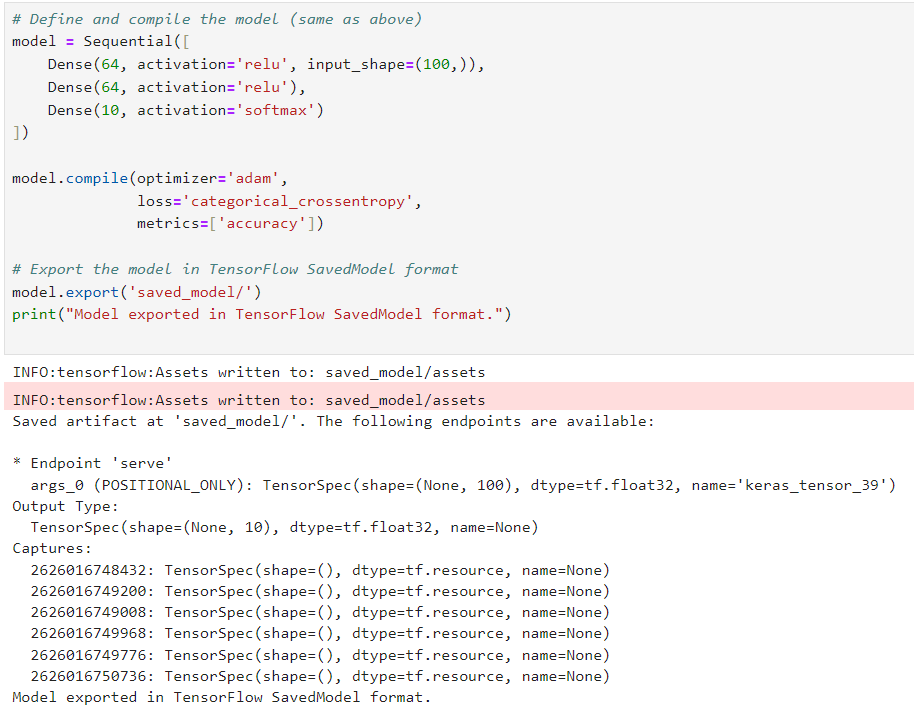 # Define and compile the model (same as above)
model = Sequential([
    Dense(64, activation='relu', input_shape=(100,)),
    Dense(64, activation='relu'),
    Dense(10, activation='softmax')
])
model.compile(optimizer='adam',
              loss='categorical_crossentropy',
              metrics=['accuracy'])
# Export the model in TensorFlow SavedModel format
model.export('saved_model/')
print("Model exported in TensorFlow SavedModel format.")
INFO:tensorflow:Assets written to: saved_model/assets
INFO:tensorflow:Assets written to: saved_model/assets
Saved artifact at 'saved_model/'. The following endpoints are available:
* Endpoint 'serve'
  args_0 (POSITIONAL_ONLY): TensorSpec(shape=(None, 100), dtype=tf.float32, name='keras_tensor_39')
Output Type:
  TensorSpec(shape=(None, 10), dtype=tf.float32, name=None)
Captures:
  2626016748432: TensorSpec(shape=(), dtype=tf.resource, name=None)
  2626016749200: TensorSpec(shape=(), dtype=tf.resource, name=None)
  2626016749008: TensorSpec(shape=(), dtype=tf.resource, name=None)
  2626016749968: TensorSpec(shape=(), dtype=tf.resource, name=None)
  2626016749776: TensorSpec(shape=(), dtype=tf.resource, name=None)
  2626016750736: TensorSpec(shape=(), dtype=tf.resource, name=None)
Model exported in TensorFlow SavedModel format.